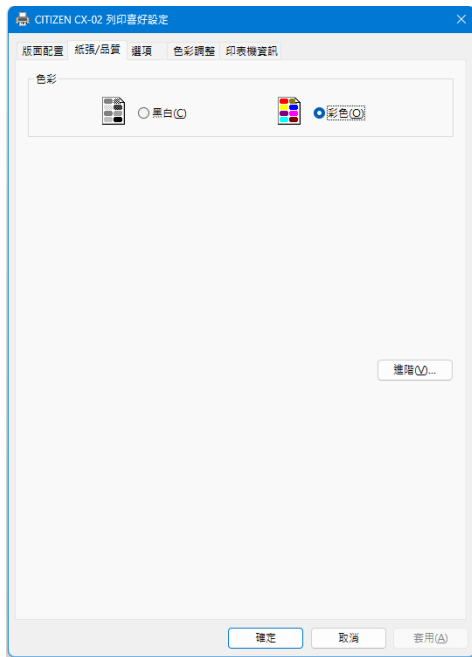 CITIZEN CX-02 列印喜好設定
版面配置 紙張/品質 選項 色彩調整 印表機資訊
色彩
黑白(C) 彩色(O)
進階(V)...
確定 取消 套用(A)